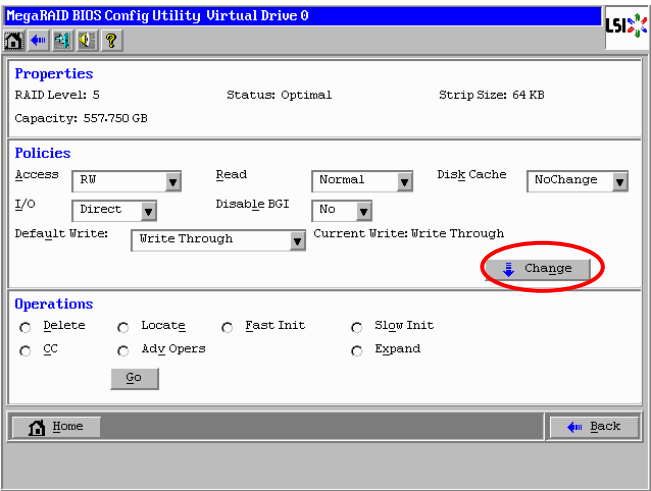 MegaRAID BIOS Config Utility Virtual Drive 0
LSI
?
Properties
RAID Level: 5 Status: Optimal Strip Size: 64 KB
Capacity: 557.750 GB
Policies
Access RW Read Normal Disk Cache NoChange
I/O Direct Disable BGI No
Default Write: Write Through Current Write: Write Through
Change
Operations
Delete Locate Fast Init Slow Init
CC Adv Opers Expand
Go
Home Back